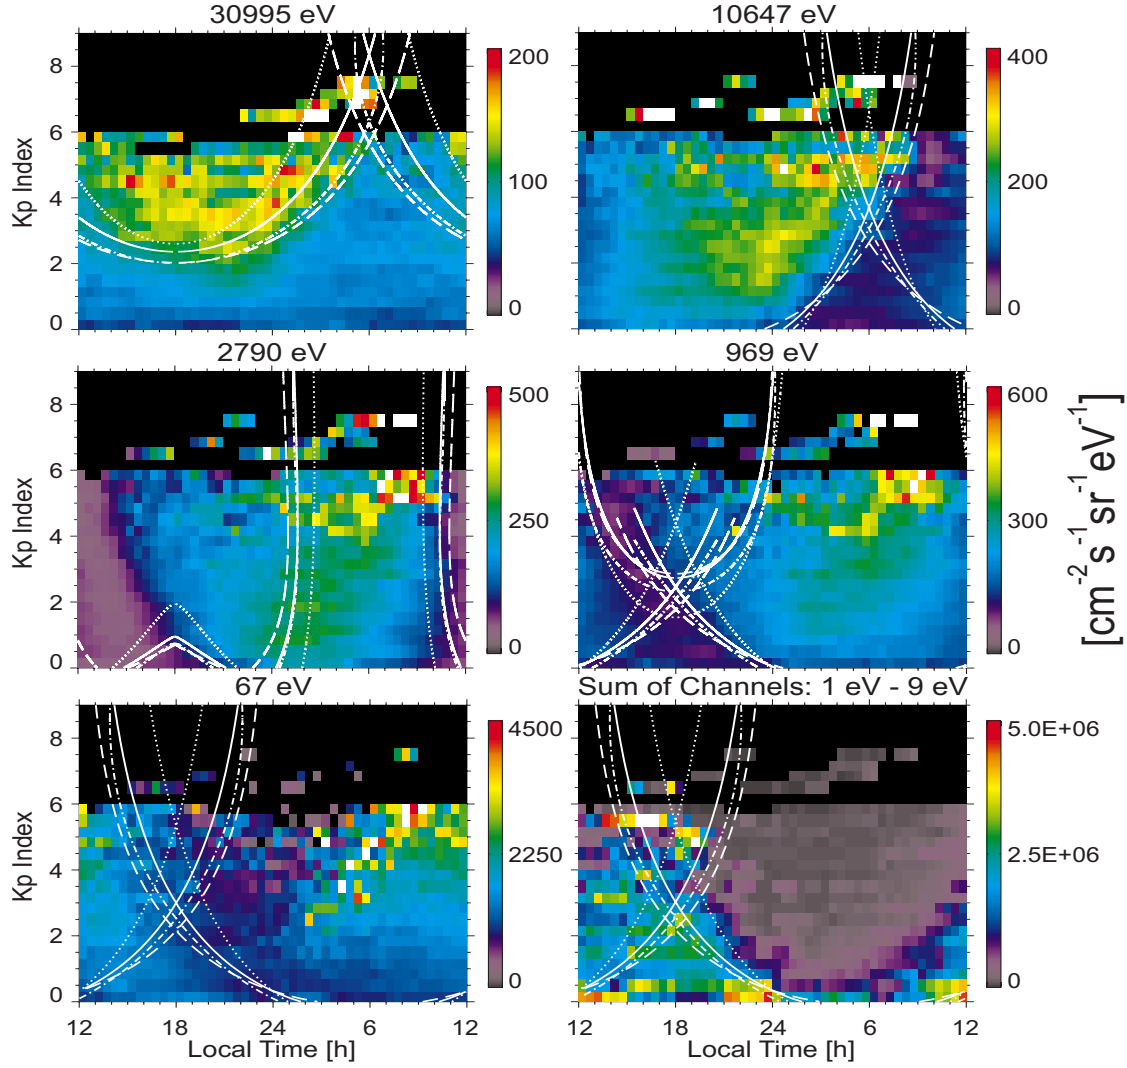 30995 eV
10647 eV
8
6
4
2
0
Kp Index
200
100
0
400
200
0
2790 eV
969 eV
8
6
4
2
0
Kp Index
500
250
0
600
300
0
[cm-2 s-1 sr-1 eV-1]
67 eV
Sum of Channels: 1 eV - 9 eV
8
6
4
2
0
Kp Index
4500
2250
0
5.0E+06
2.5E+06
0
12 18 24 6 12
12 18 24 6 12
Local Time [h]
Local Time [h]